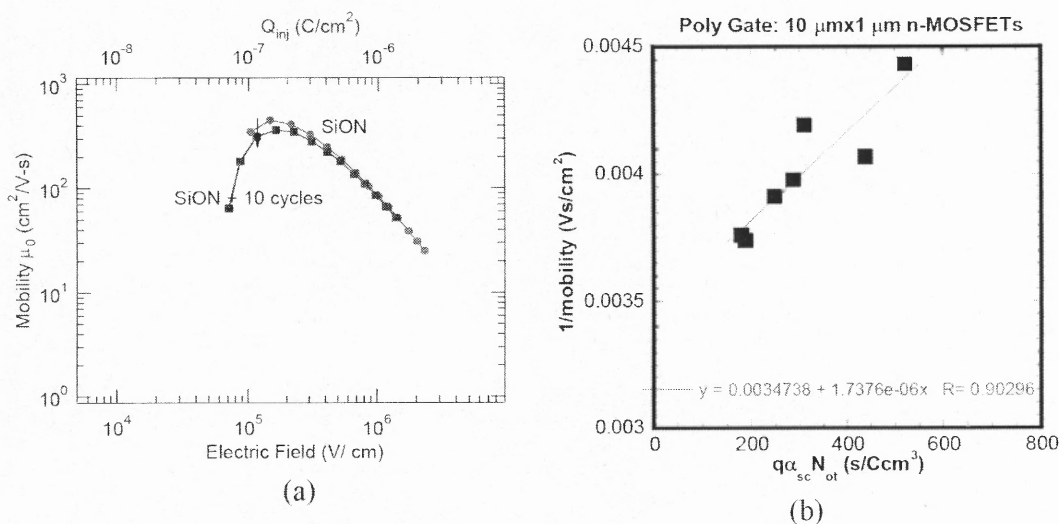 Q_inj (C/cm²)
10⁻⁸ 10⁻⁷ 10⁻⁶
10³
10²
10¹
10⁰
Mobility μ₀ (cm²/V-s)
SiON
SiON + 10 cycles
10⁴ 10⁵ 10⁶
Electric Field (V/ cm)
(a)
Poly Gate: 10 μmx1 μm n-MOSFETs
0.0045
0.004
0.0035
0.003
1/mobility (Vs/cm²)
y = 0.0034738 + 1.7376e-06x R= 0.90296
0 200 400 600 800
qα_sc N_ot (s/Ccm³)
(b)